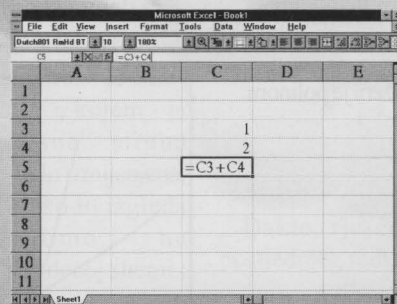 Microsoft Excel - Book1
File Edit View Insert Format Tools Data Window Help
Dutch801 RmHd BT 10 180%
C5 =C3+C4
A B C D E
1
2
3 1
4 2
5 =C3+C4
6
7
8
9
10
11
Sheet1